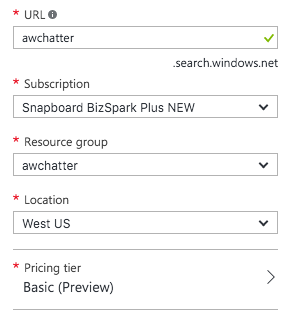 * URL
awchatter
.search.windows.net
* Subscription
Snapboard BizSpark Plus NEW
* Resource group
awchatter
* Location
West US
* Pricing tier
Basic (Preview)